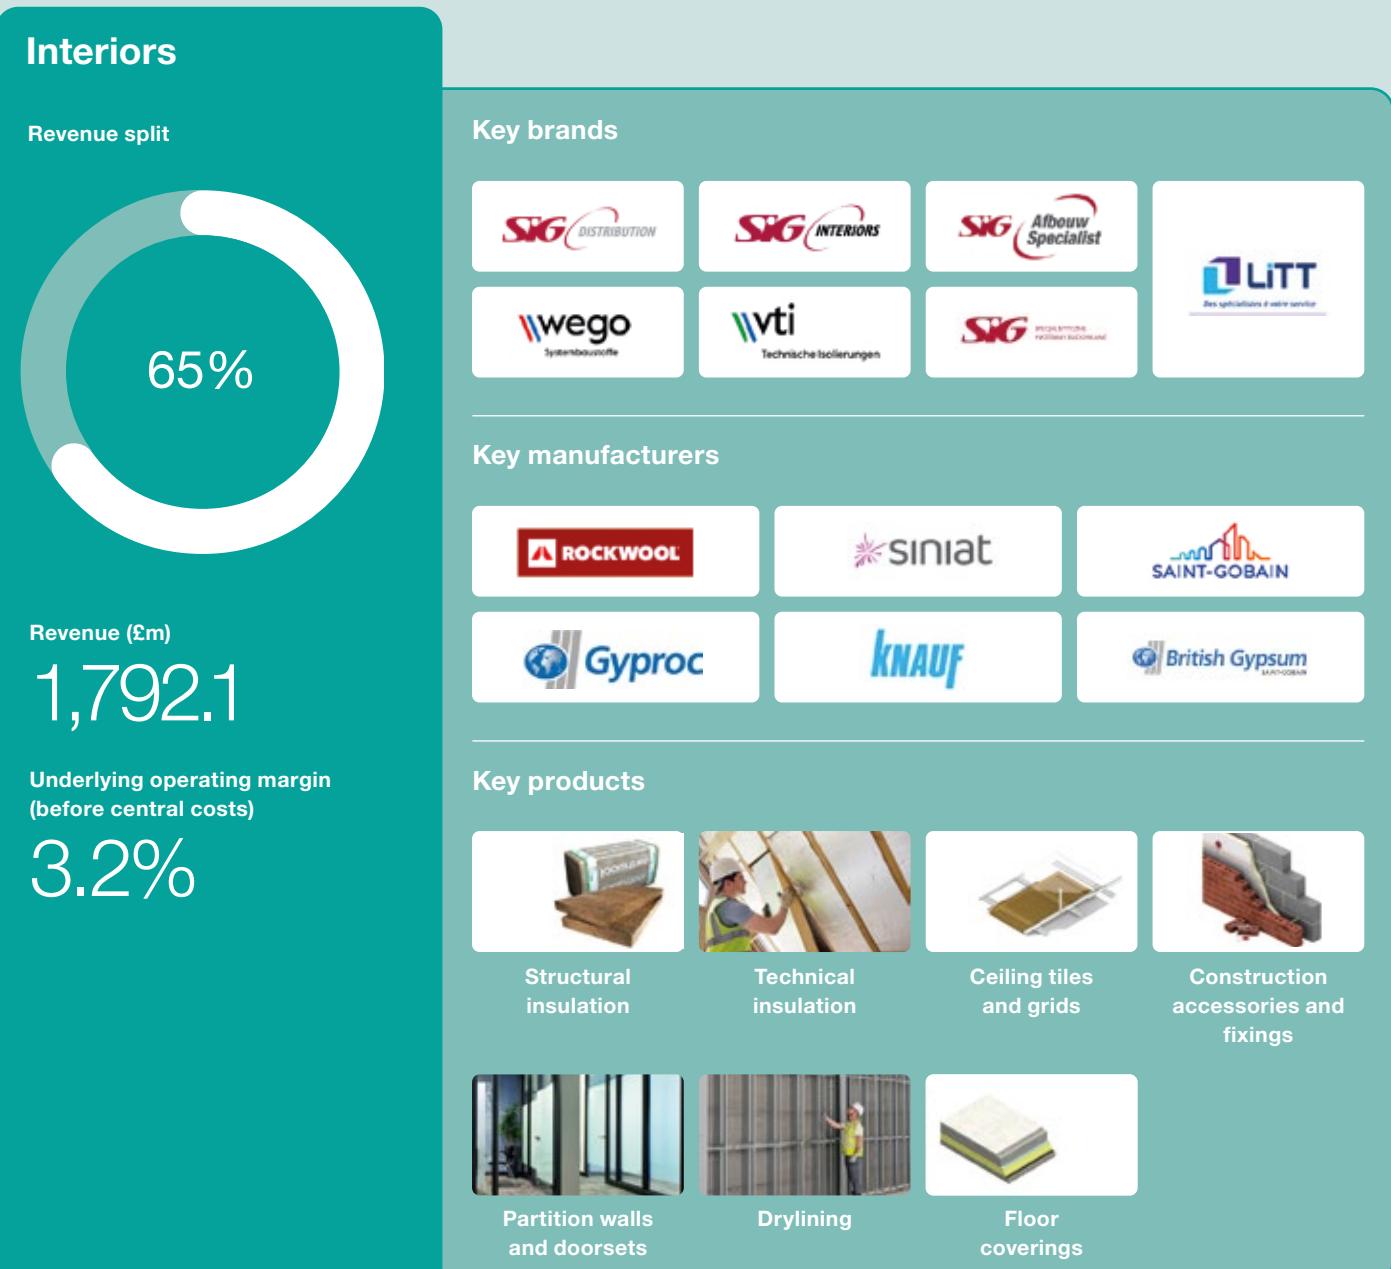 Interiors
Revenue split
65%
Revenue (£m)
1,792.1
Underlying operating margin
(before central costs)
3.2%
Key brands
SIG DISTRIBUTION
SIG INTERIORS
SIG Afbouw
Specialist
LiTT
Des spécialistes à votre service
wego
Systembaustoffe
vti
Technische Isolierungen
SIG
Key manufacturers
ROCKWOOL
siniat
SAINT-GOBAIN
Gyproc
KNAUF
British Gypsum
SAINT-GOBAIN
Key products
Structural
insulation
Technical
insulation
Ceiling tiles
and grids
Construction
accessories and
fixings
Partition walls
and doorsets
Drylining
Floor
coverings